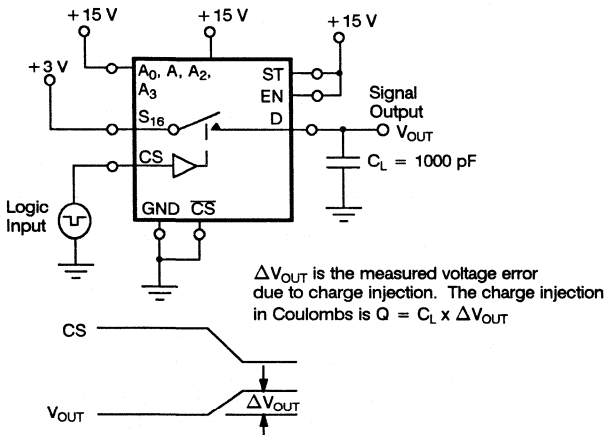 +15 V
+15 V
+15 V
+3 V
A0, A, A2,
A3
ST
EN
S16
D
CS
GND
CS
Signal
Output
VOUT
CL = 1000 pF
Logic
Input
ΔVOUT is the measured voltage error
due to charge injection. The charge injection
in Coulombs is Q = CL x ΔVOUT
CS
VOUT
ΔVOUT